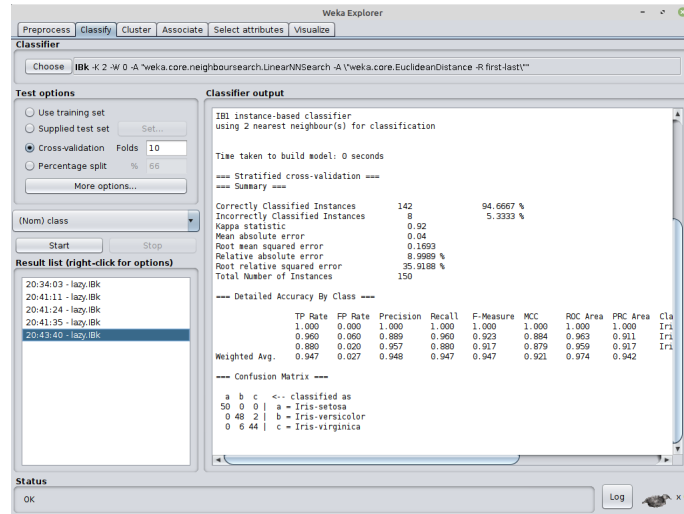 Weka Explorer
Preprocess Classify Cluster Associate Select attributes Visualize
Classifier
Choose IBk -K 2 -W 0 -A "weka.core.neighboursearch.LinearNNSearch -A \"weka.core.EuclideanDistance -R first-last\""
Test options
Use training set
Supplied test set Set...
Cross-validation Folds 10
Percentage split % 66
More options...
(Nom) class
Start Stop
Result list (right-click for options)
20:34:03 - lazy.IBk
20:41:11 - lazy.IBk
20:41:24 - lazy.IBk
20:41:35 - lazy.IBk
20:43:40 - lazy.IBk
Classifier output
IB1 instance-based classifier
using 2 nearest neighbour(s) for classification
Time taken to build model: 0 seconds
=== Stratified cross-validation ===
=== Summary ===
Correctly Classified Instances 142 94.6667 %
Incorrectly Classified Instances 8 5.3333 %
Kappa statistic 0.92
Mean absolute error 0.04
Root mean squared error 0.1693
Relative absolute error 8.9989 %
Root relative squared error 35.9188 %
Total Number of Instances 150
=== Detailed Accuracy By Class ===
TP Rate FP Rate Precision Recall F-Measure MCC ROC Area PRC Area Cla
1.000 0.000 1.000 1.000 1.000 1.000 1.000 1.000 Iri
0.960 0.060 0.889 0.960 0.923 0.884 0.963 0.911 Iri
0.880 0.020 0.957 0.880 0.917 0.879 0.959 0.917 Iri
Weighted Avg. 0.947 0.027 0.948 0.947 0.947 0.921 0.974 0.942
=== Confusion Matrix ===
a b c <-- classified as
50 0 0 | a = Iris-setosa
0 48 2 | b = Iris-versicolor
0 6 44 | c = Iris-virginica
Status
OK
Log x